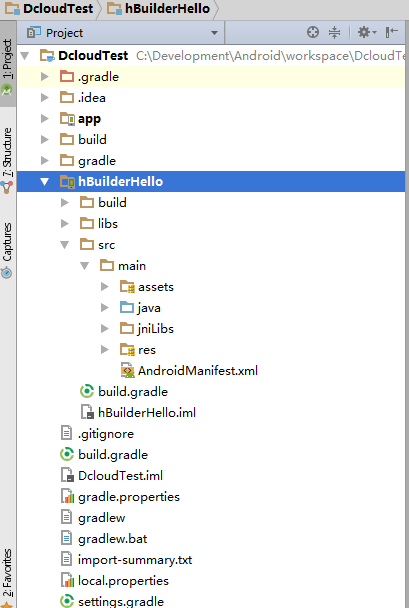 DcloudTest hBuilderHello
Project
DcloudTest C:\Development\Android\workspace\DcloudTe
.gradle
.idea
app
build
gradle
hBuilderHello
build
libs
src
main
assets
java
jniLibs
res
AndroidManifest.xml
build.gradle
hBuilderHello.iml
.gitignore
build.gradle
DcloudTest.iml
gradle.properties
gradlew
gradlew.bat
import-summary.txt
local.properties
settings.gradle
1: Project
7: Structure
Captures
2: Favorites